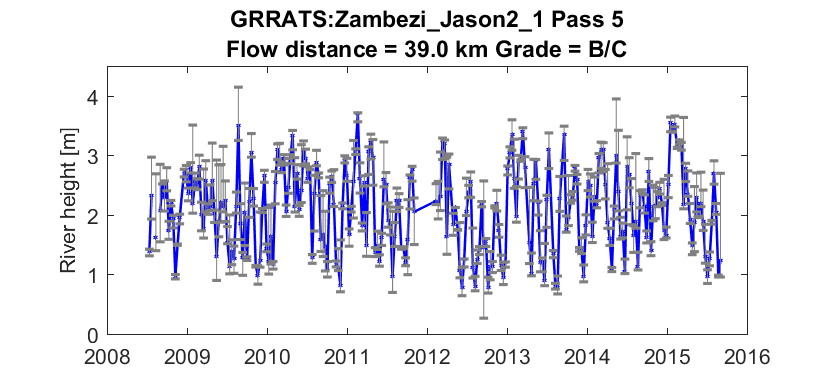 GRRATS:Zambezi_Jason2_1 Pass 5
Flow distance = 39.0 km Grade = B/C
River height [m]
4
3
2
1
0
2008 2009 2010 2011 2012 2013 2014 2015 2016